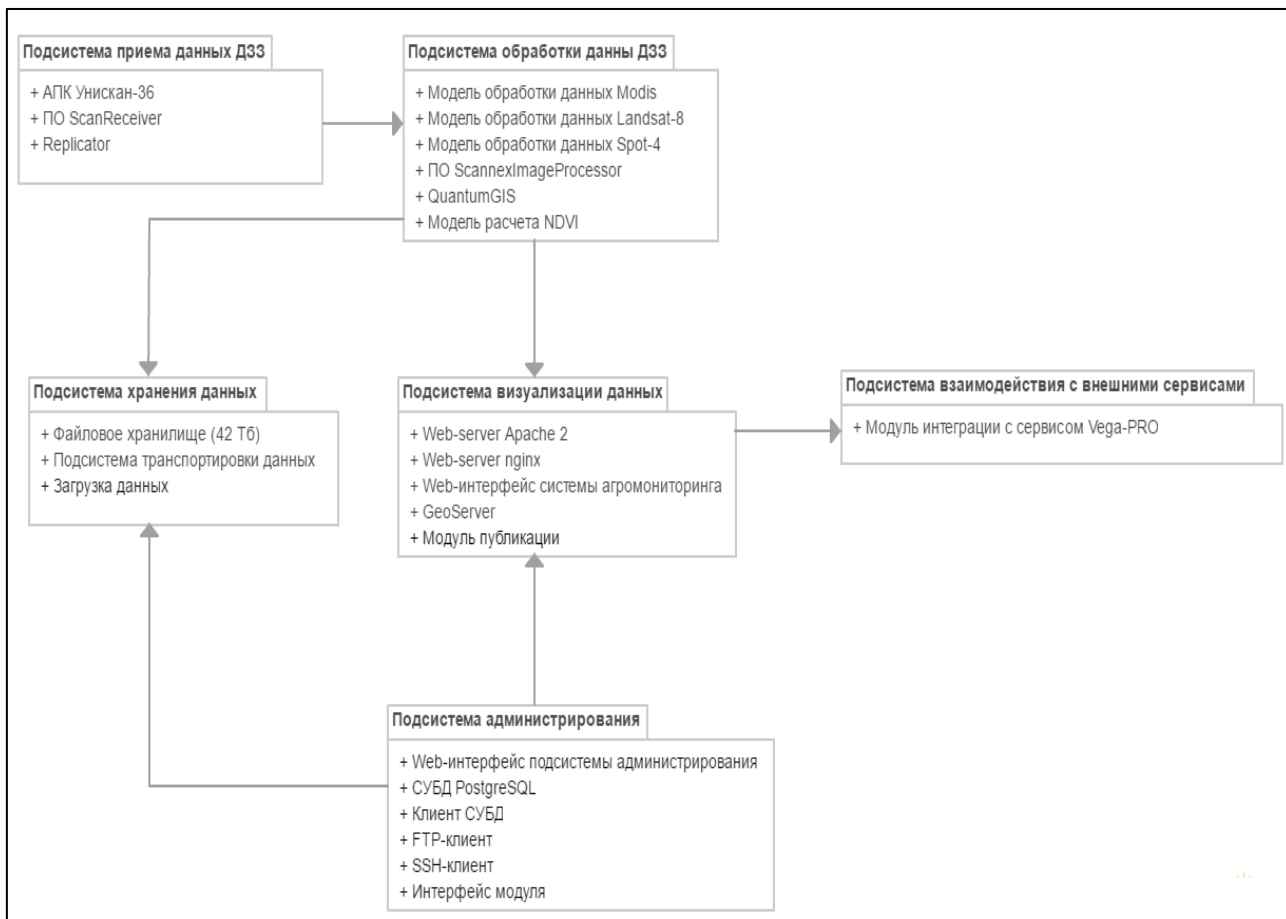 Подсистема приема данных ДЗЗ
+ АПК Унискан-36
+ ПО ScanReceiver
+ Replicator
Подсистема обработки данны ДЗЗ
+ Модель обработки данных Modis
+ Модель обработки данных Landsat-8
+ Модель обработки данных Spot-4
+ ПО ScannexImageProcessor
+ QuantumGIS
+ Модель расчета NDVI
Подсистема хранения данных
+ Файловое хранилище (42 Тб)
+ Подсистема транспортировки данных
+ Загрузка данных
Подсистема визуализации данных
+ Web-server Apache 2
+ Web-server nginx
+ Web-интерфейс системы агромониторинга
+ GeoServer
+ Модуль публикации
Подсистема взаимодействия с внешними сервисами
+ Модуль интеграции с сервисом Vega-PRO
Подсистема администрирования
+ Web-интерфейс подсистемы администрирования
+ СУБД PostgreSQL
+ Клиент СУБД
+ FTP-клиент
+ SSH-клиент
+ Интерфейс модуля